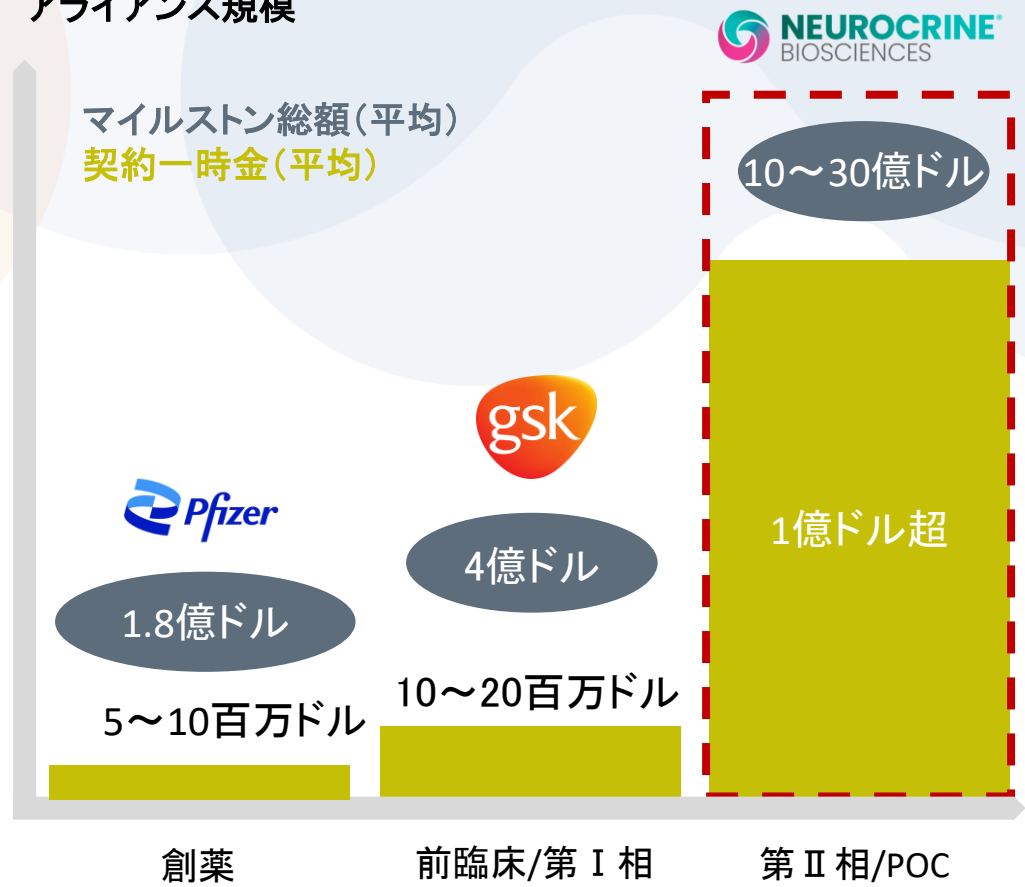 アライアンス規模
NEUROCRINE®
BIOSCIENCES
マイルストン総額(平均)
契約一時金(平均)
10～30億ドル
gsk
Pfizer
1億ドル超
4億ドル
1.8億ドル
10～20百万ドル
5～10百万ドル
創薬
前臨床/第Ⅰ相
第Ⅱ相/POC